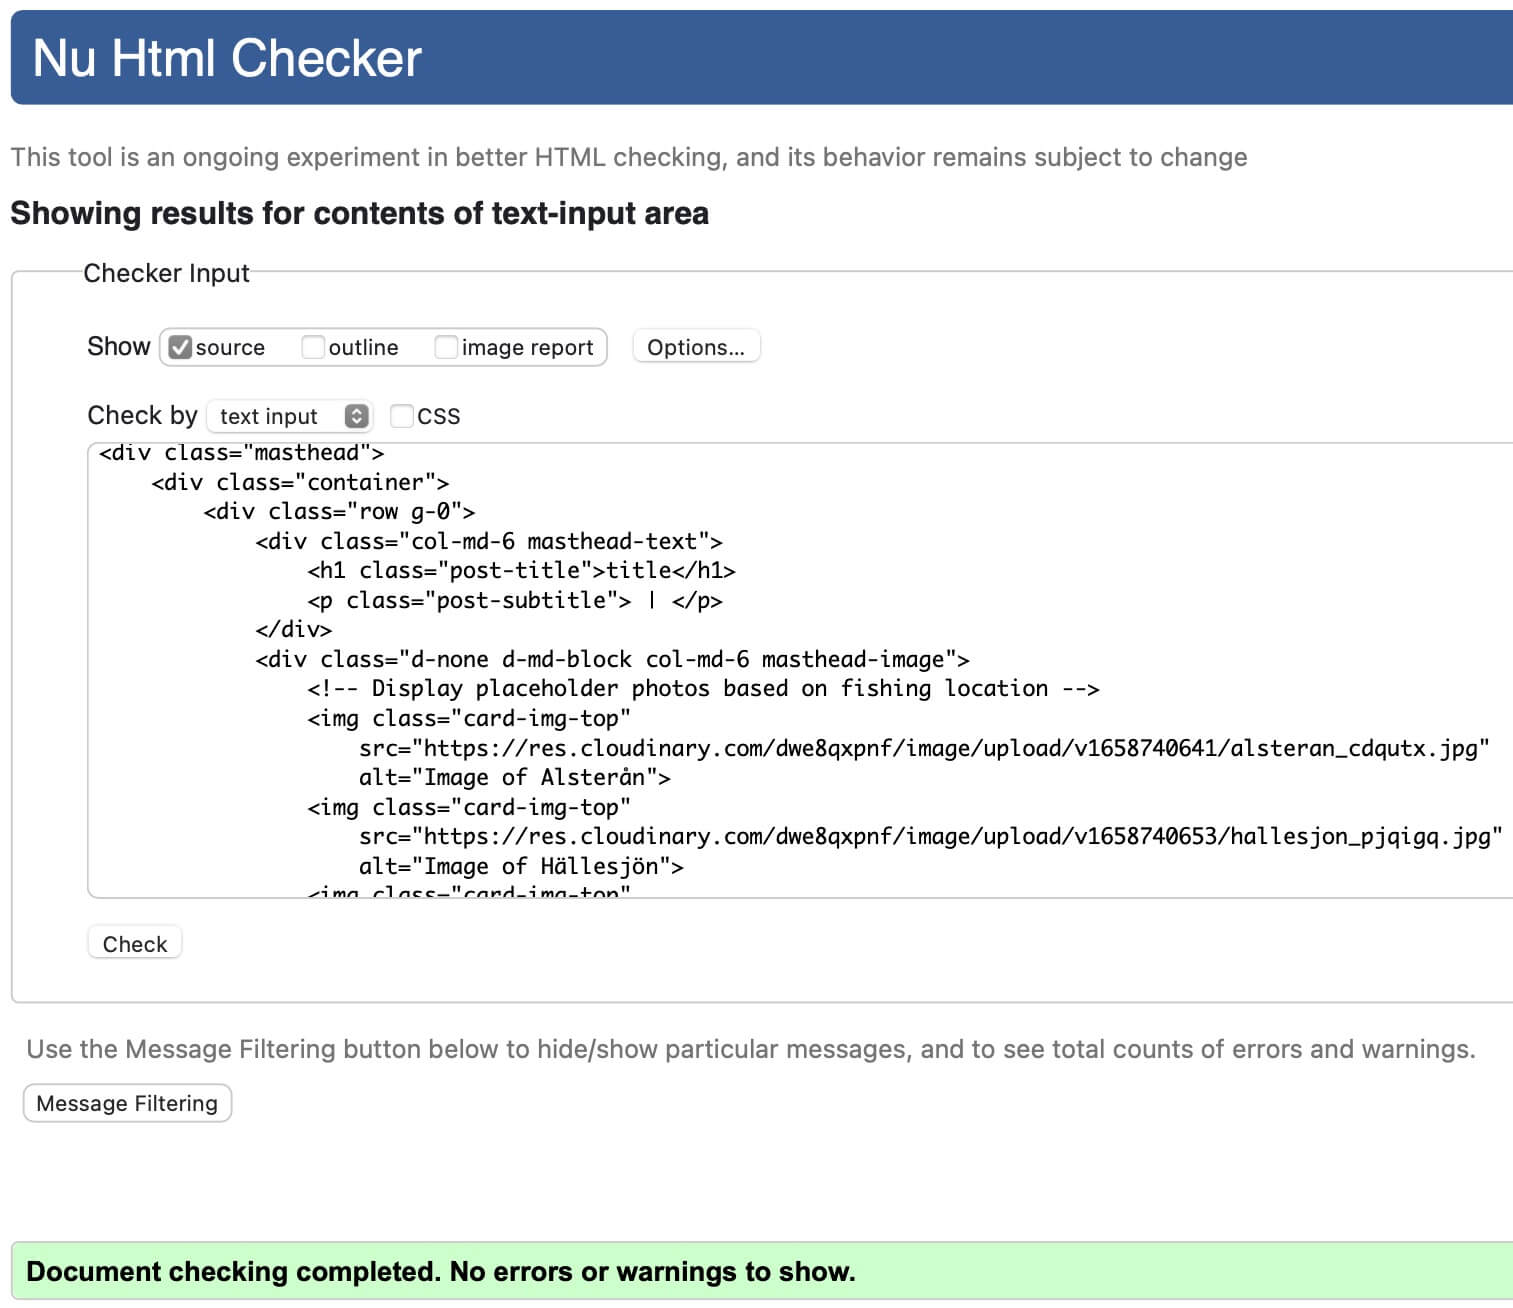 Nu Html Checker
This tool is an ongoing experiment in better HTML checking, and its behavior remains subject to change
Showing results for contents of text-input area
Checker Input
Show source outline image report Options...
Check by text input CSS
<div class="masthead">
<div class="container">
<div class="row g-0">
<div class="col-md-6 masthead-text">
<h1 class="post-title">title</h1>
<p class="post-subtitle"> | </p>
</div>
<div class="d-none d-md-block col-md-6 masthead-image">
<!-- Display placeholder photos based on fishing location -->
<img class="card-img-top"
src="https://res.cloudinary.com/dwe8qxpnf/image/upload/v1658740641/alsteran_cdqutx.jpg"
alt="Image of Alsterån">
<img class="card-img-top"
src="https://res.cloudinary.com/dwe8qxpnf/image/upload/v1658740653/hallesjon_pjqigq.jpg"
alt="Image of Hällesjön">
<img class="card-img-top"
Check
Use the Message Filtering button below to hide/show particular messages, and to see total counts of errors and warnings.
Message Filtering
Document checking completed. No errors or warnings to show.